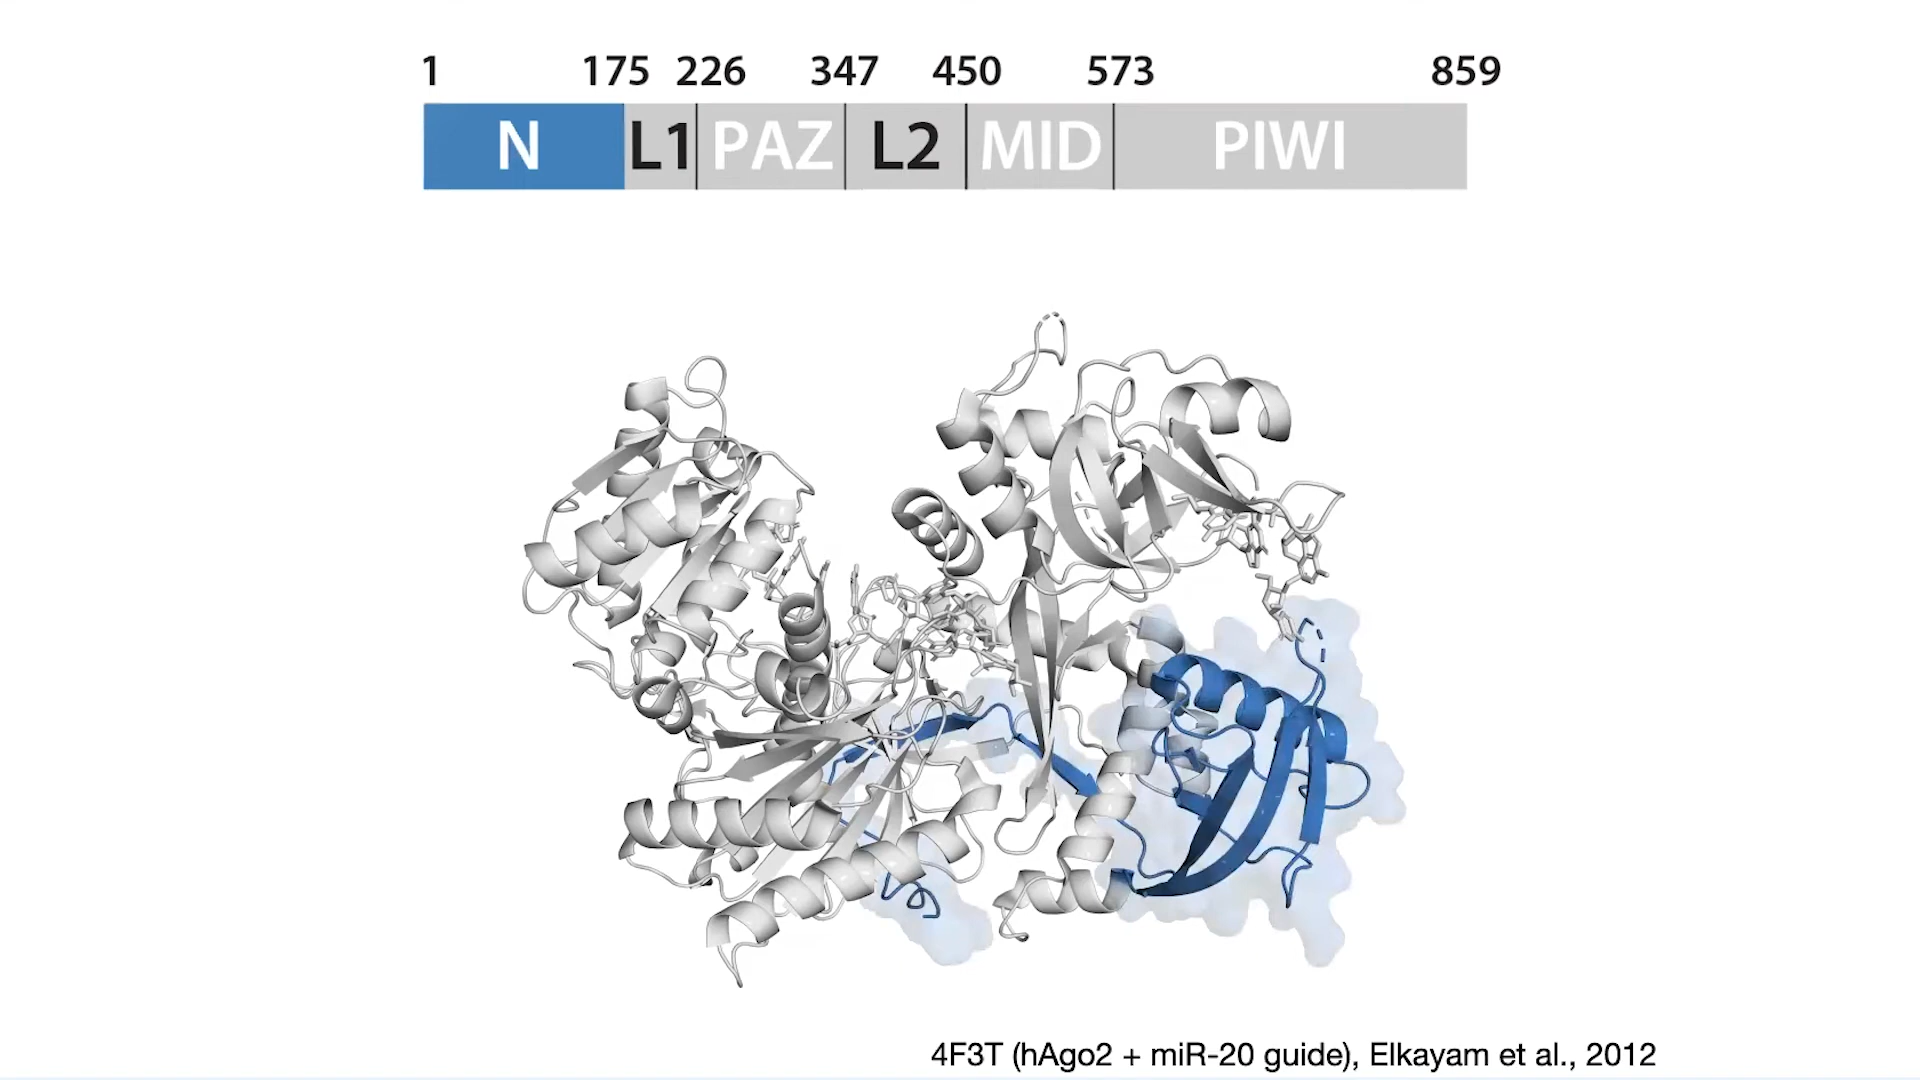 1 175 226 347 450 573 859
N L1 PAZ L2 MID PIWI
4F3T (hAgo2 + miR-20 guide), Elkayam et al., 2012